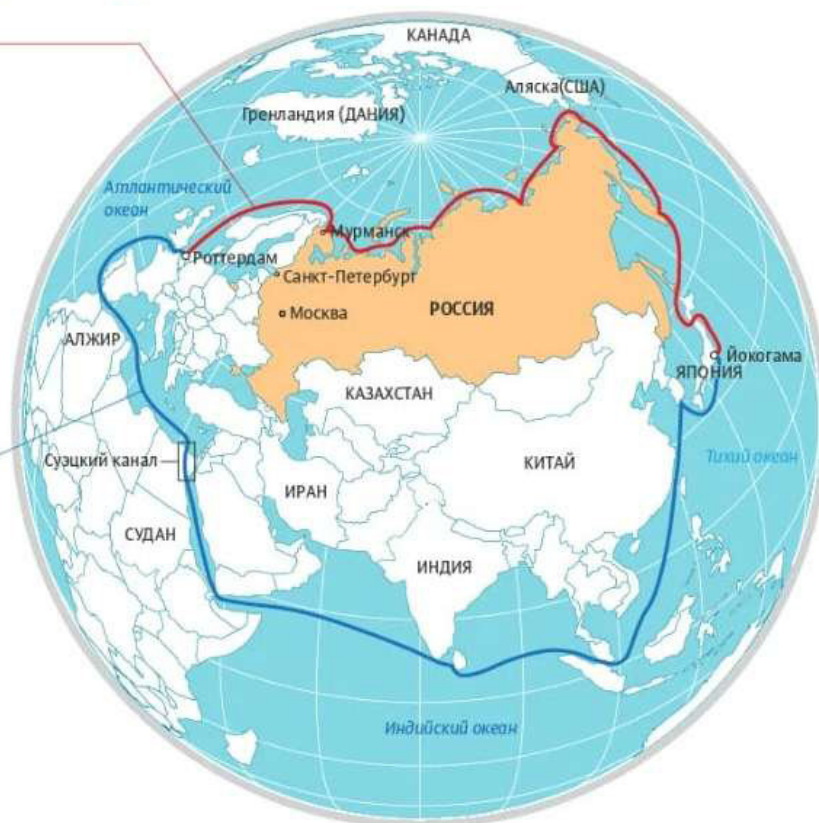 КАНАДА
Аляска(США)
Гренландия (ДАНИЯ)
Атлантический
океан
Мурманск
Роттердам
Санкт-Петербург
Москва
РОССИЯ
АЛЖИР
Йокогама
ЯПОНИЯ
КАЗАХСТАН
Суэцкий канал
КИТАЙ
Тихий океан
ИРАН
СУДАН
ИНДИЯ
Индийский океан